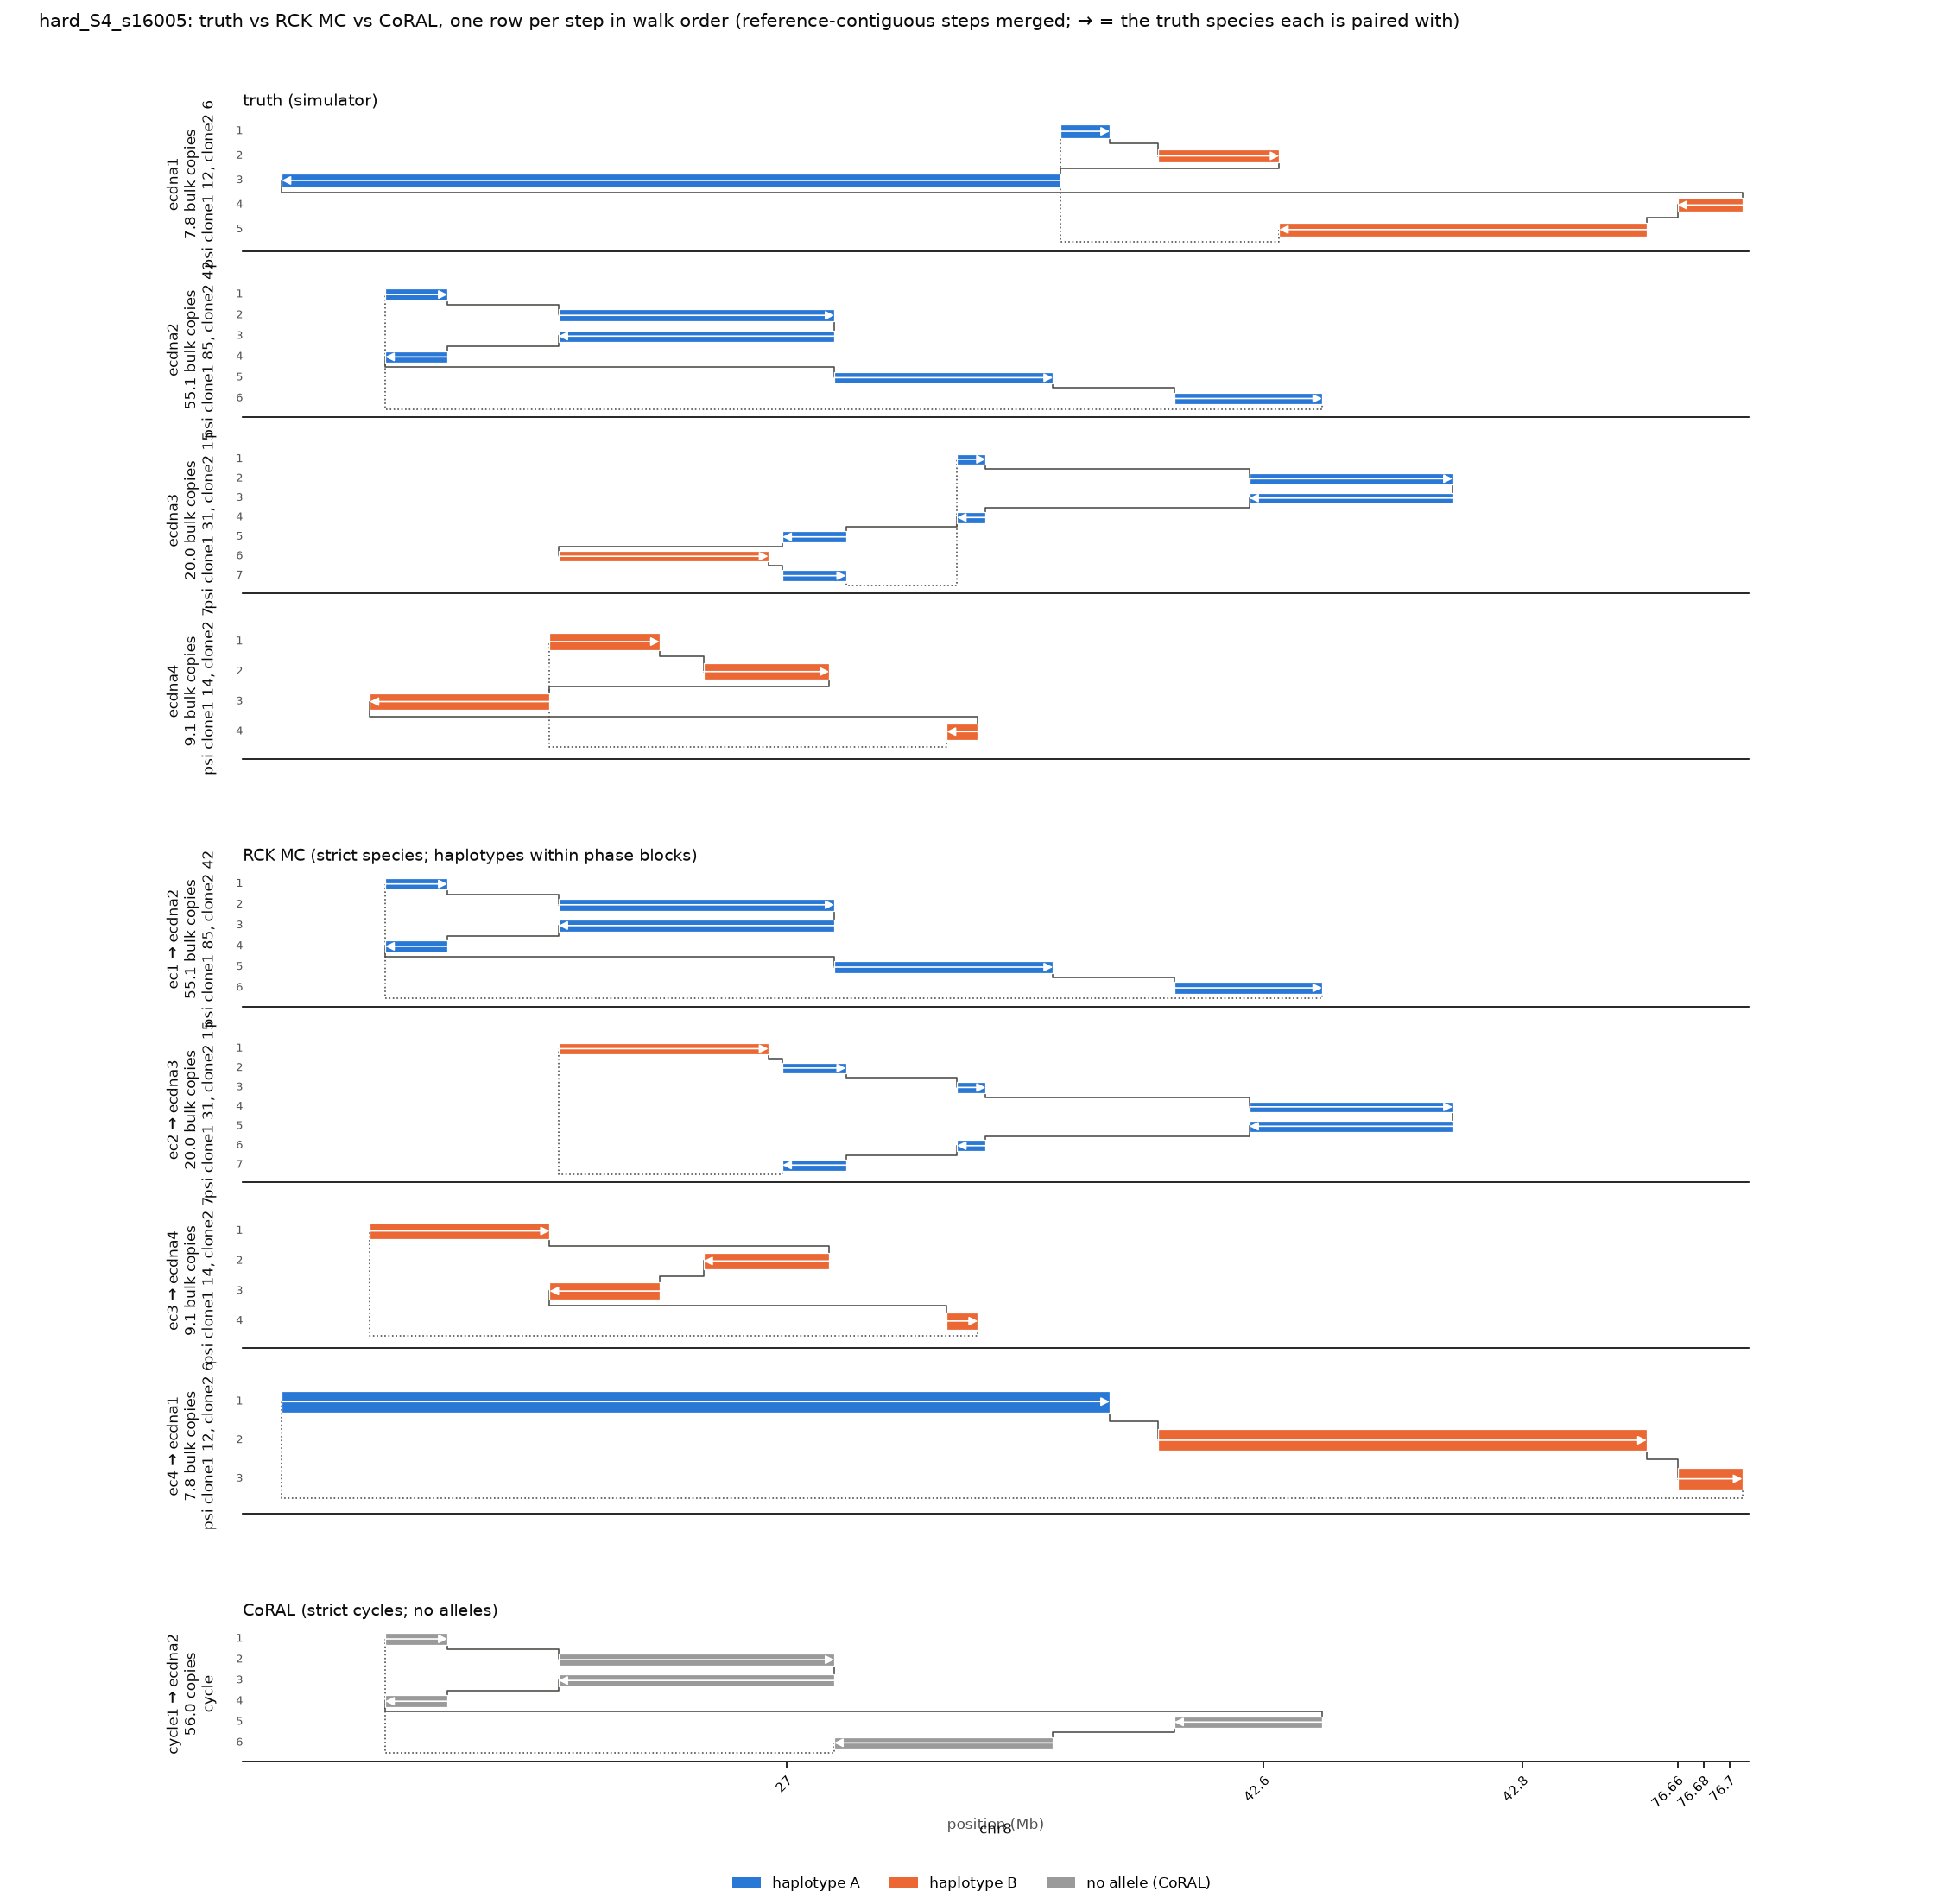 hard_S4_s16005: truth vs RCK MC vs CoRAL, one row per step in walk order (reference-contiguous steps merged; → = the truth species each is paired with)
truth (simulator)
ecdna1
7.8 bulk copies
psi clone1 12, clone2 6
1
2
3
4
5
ecdna2
55.1 bulk copies
psi clone1 85, clone2 42
1
2
3
4
5
6
ecdna3
20.0 bulk copies
psi clone1 31, clone2 15
1
2
3
4
5
6
7
ecdna4
9.1 bulk copies
psi clone1 14, clone2 7
1
2
3
4
RCK MC (strict species; haplotypes within phase blocks)
ec1 → ecdna2
55.1 bulk copies
psi clone1 85, clone2 42
1
2
3
4
5
6
ec2 → ecdna3
20.0 bulk copies
psi clone1 31, clone2 15
1
2
3
4
5
6
7
ec3 → ecdna4
9.1 bulk copies
psi clone1 14, clone2 7
1
2
3
4
ec4 → ecdna1
7.8 bulk copies
psi clone1 12, clone2 6
1
2
3
CoRAL (strict cycles; no alleles)
cycle1 → ecdna2
56.0 copies
cycle
1
2
3
4
5
6
27
42.6
42.8
76.66
76.68
76.7
position (Mb)
chr8
haplotype A
haplotype B
no allele (CoRAL)